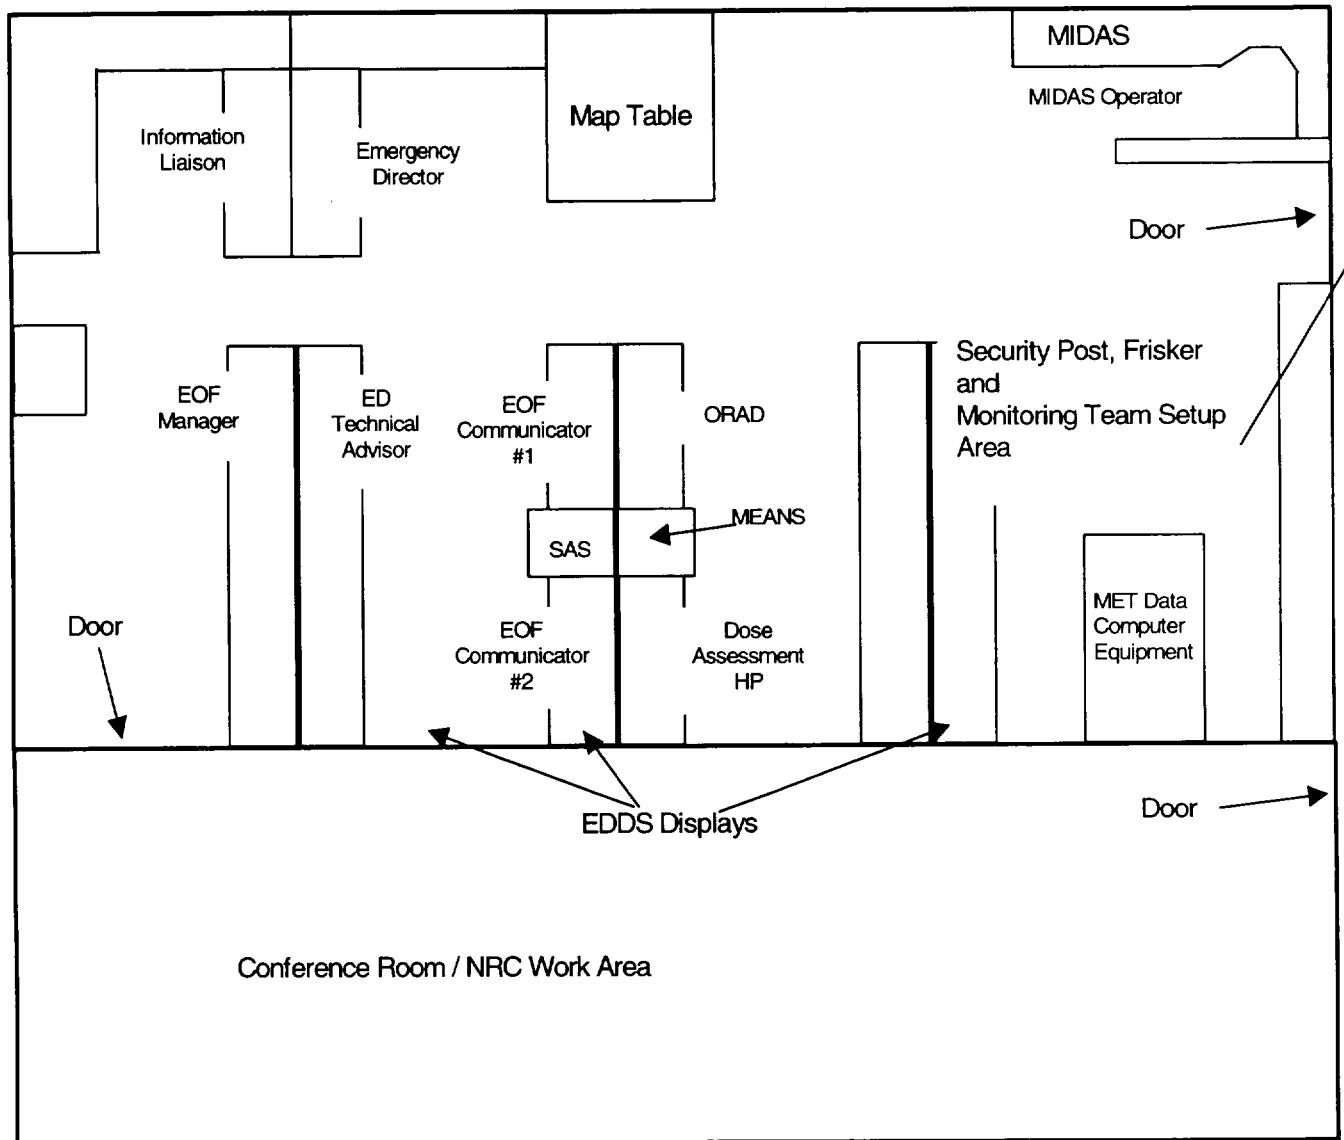 MIDAS
MIDAS Operator
Map Table
Information
Liaison
Emergency
Director
Door
EOF
Manager
ED
Technical
Advisor
EOF
Communicator
#1
ORAD
Security Post, Frisker
and
Monitoring Team Setup
Area
MEANS
SAS
Door
EOF
Communicator
#2
Dose
Assessment
HP
MET Data
Computer
Equipment
EDDS Displays
Door
Conference Room / NRC Work Area